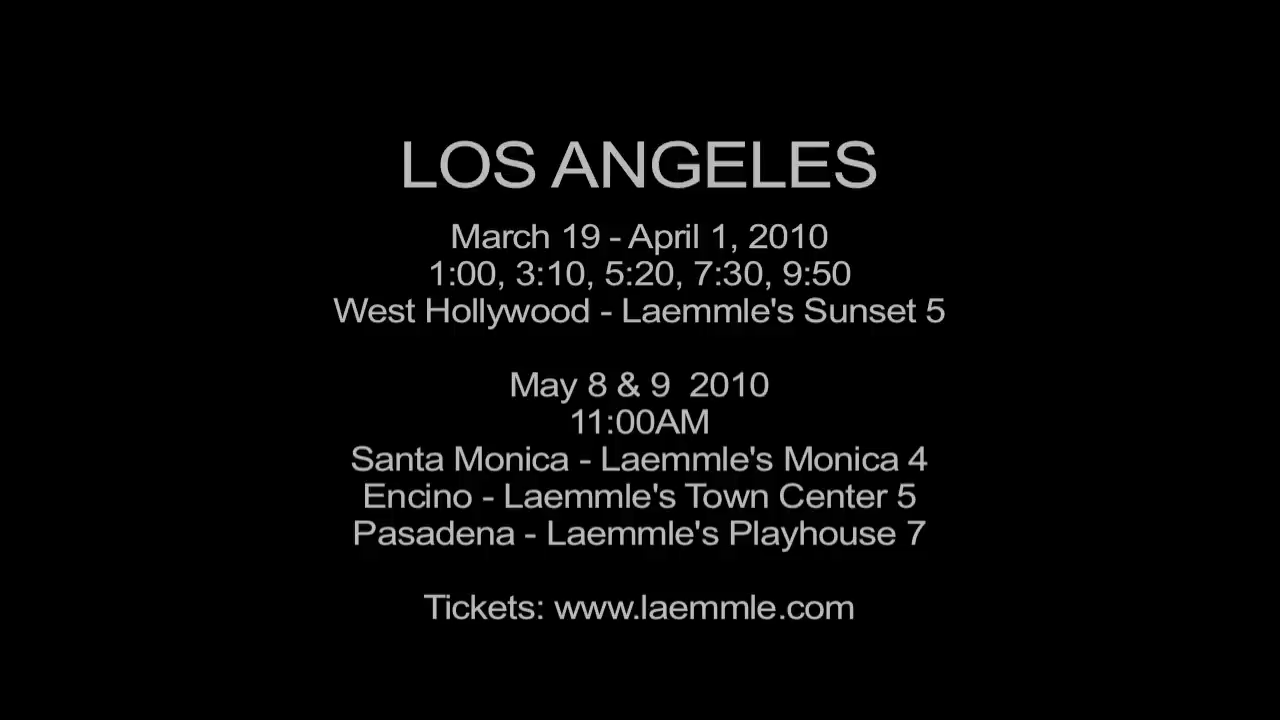 LOS ANGELES
March 19 - April 1, 2010
1:00, 3:10, 5:20, 7:30, 9:50
West Hollywood - Laemmle's Sunset 5
May 8 & 9  2010
11:00AM
Santa Monica - Laemmle's Monica 4
Encino - Laemmle's Town Center 5
Pasadena - Laemmle's Playhouse 7
Tickets: www.laemmle.com